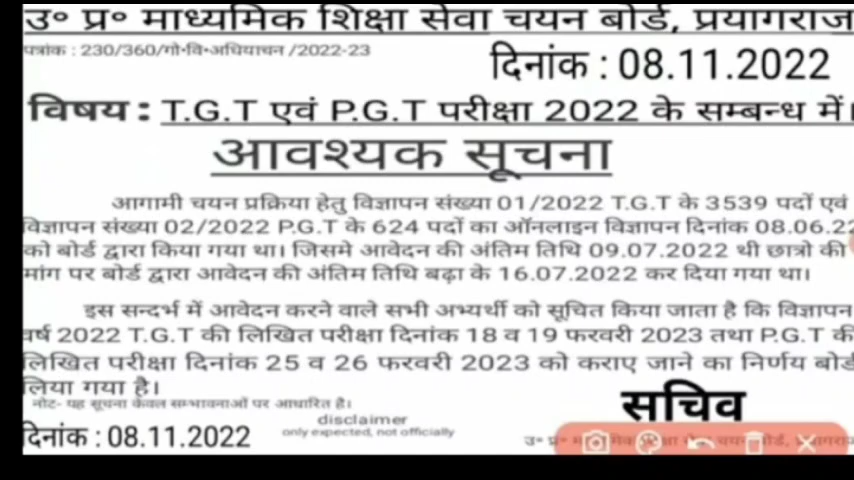 उ० प्र० माध्यमिक शिक्षा सेवा चयन बोर्ड, प्रयागराज
पत्रांक : 230/360/गो॰वि॰अधियाचन /2022-23
दिनांक : 08.11.2022
विषय : T.G.T एवं P.G.T परीक्षा 2022 के सम्बन्ध में।
आवश्यक सूचना
आगामी चयन प्रक्रिया हेतु विज्ञापन संख्या 01/2022 T.G.T के 3539 पदों एवं
विज्ञापन संख्या 02/2022 P.G.T के 624 पदों का ऑनलाइन विज्ञापन दिनांक 08.06.22
को बोर्ड द्वारा किया गया था। जिसमे आवेदन की अंतिम तिथि 09.07.2022 थी छात्रो की
मांग पर बोर्ड द्वारा आवेदन की अंतिम तिथि बढ़ा के 16.07.2022 कर दिया गया था।
इस सन्दर्भ में आवेदन करने वाले सभी अभ्यर्थी को सूचित किया जाता है कि विज्ञापन
वर्ष 2022 T.G.T की लिखित परीक्षा दिनांक 18 व 19 फरवरी 2023 तथा P.G.T की
लिखित परीक्षा दिनांक 25 व 26 फरवरी 2023 को कराए जाने का निर्णय बोर्ड
लिया गया है।
नोट- यह सूचना केवल सम्भावनाओं पर आधारित है।
सचिव
disclaimer
only expected, not officially
दिनांक : 08.11.2022
उ० प्र०